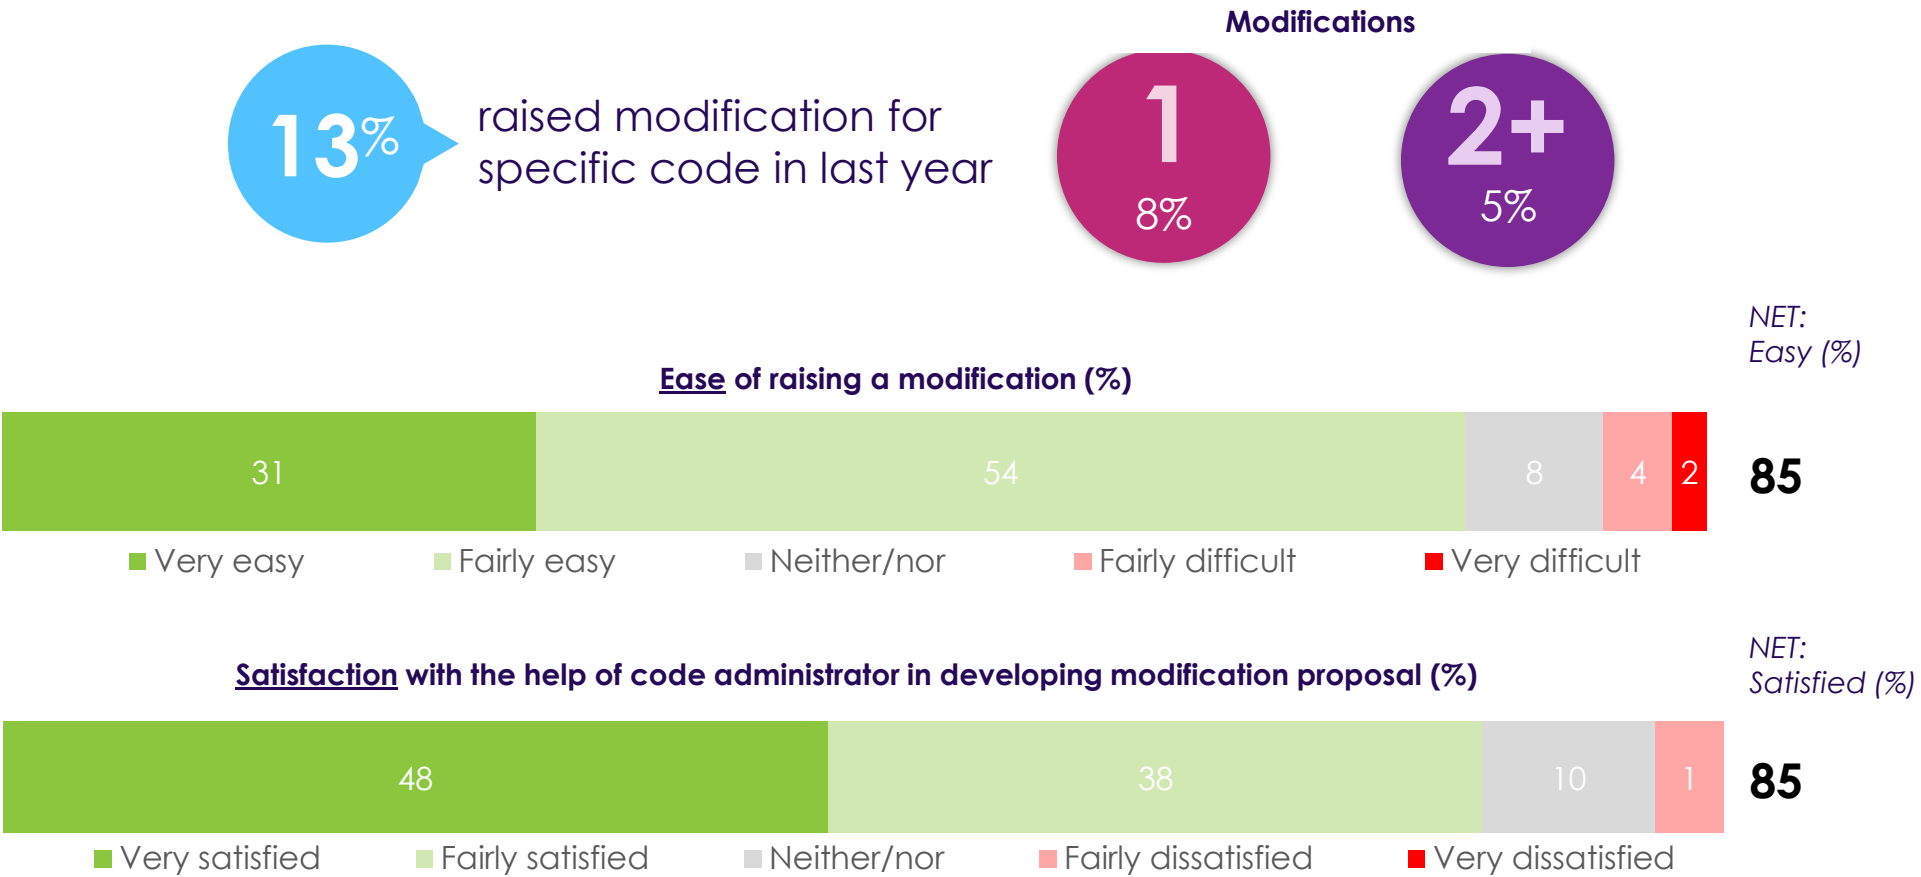 Modifications
13%
raised modification for
specific code in last year
1
8%
2+
5%
NET:
Easy (%)
Ease of raising a modification (%)
31 54 8 4 2 85
Very easy Fairly easy Neither/nor Fairly difficult Very difficult
NET:
Satisfied (%)
Satisfaction with the help of code administrator in developing modification proposal (%)
48 38 10 1 85
Very satisfied Fairly satisfied Neither/nor Fairly dissatisfied Very dissatisfied